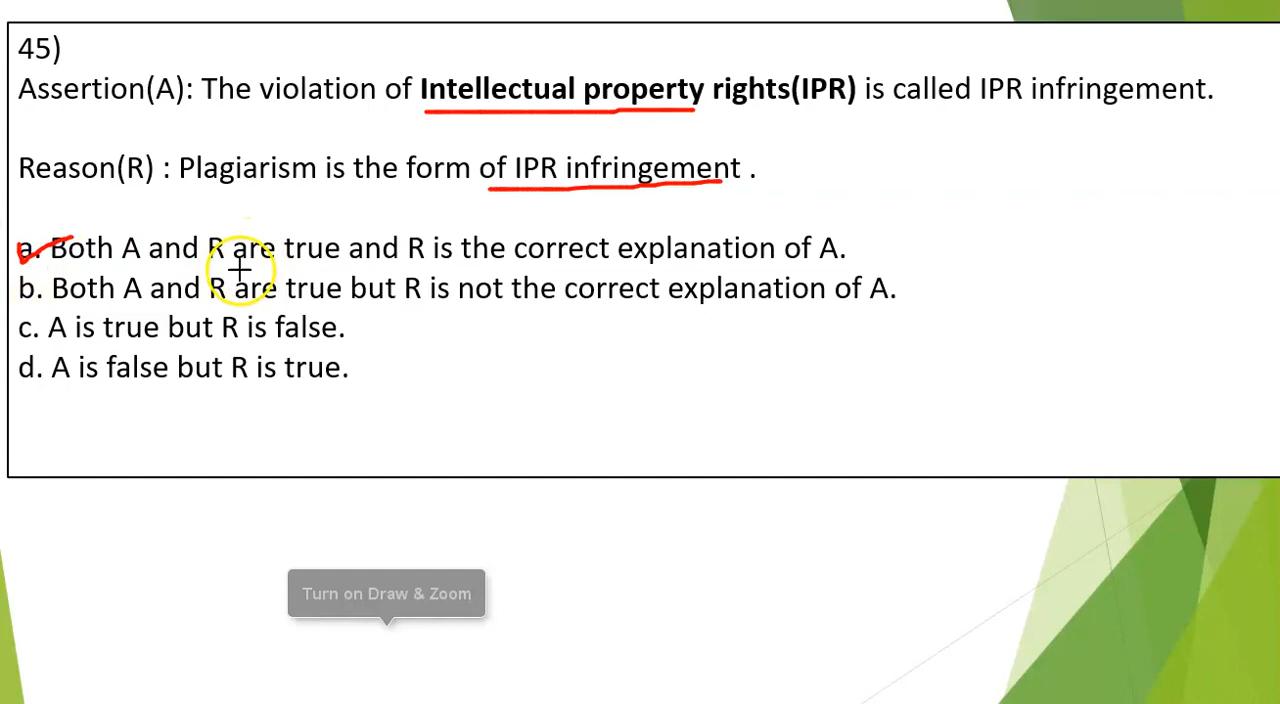 45)
Assertion(A): The violation of Intellectual property rights(IPR) is called IPR infringement.
Reason(R) : Plagiarism is the form of IPR infringement .
a. Both A and R are true and R is the correct explanation of A.
b. Both A and R are true but R is not the correct explanation of A.
c. A is true but R is false.
d. A is false but R is true.
Turn on Draw & Zoom